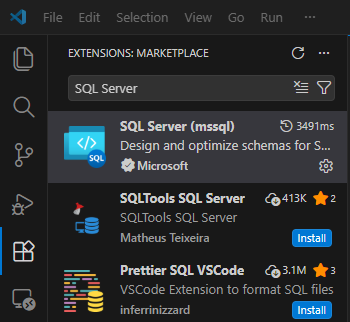 File Edit Selection View Go Run ···
EXTENSIONS: MARKETPLACE ···
SQL Server
SQL Server (mssql) 3491ms
Design and optimize schemas for S...
Microsoft
SQL
SQLTools SQL Server 413K 2
SQLTools SQL Server
Matheus Teixeira Install
Prettier SQL VSCode 3.1M 3
VSCode Extension to format SQL files
inferrinizzard Install